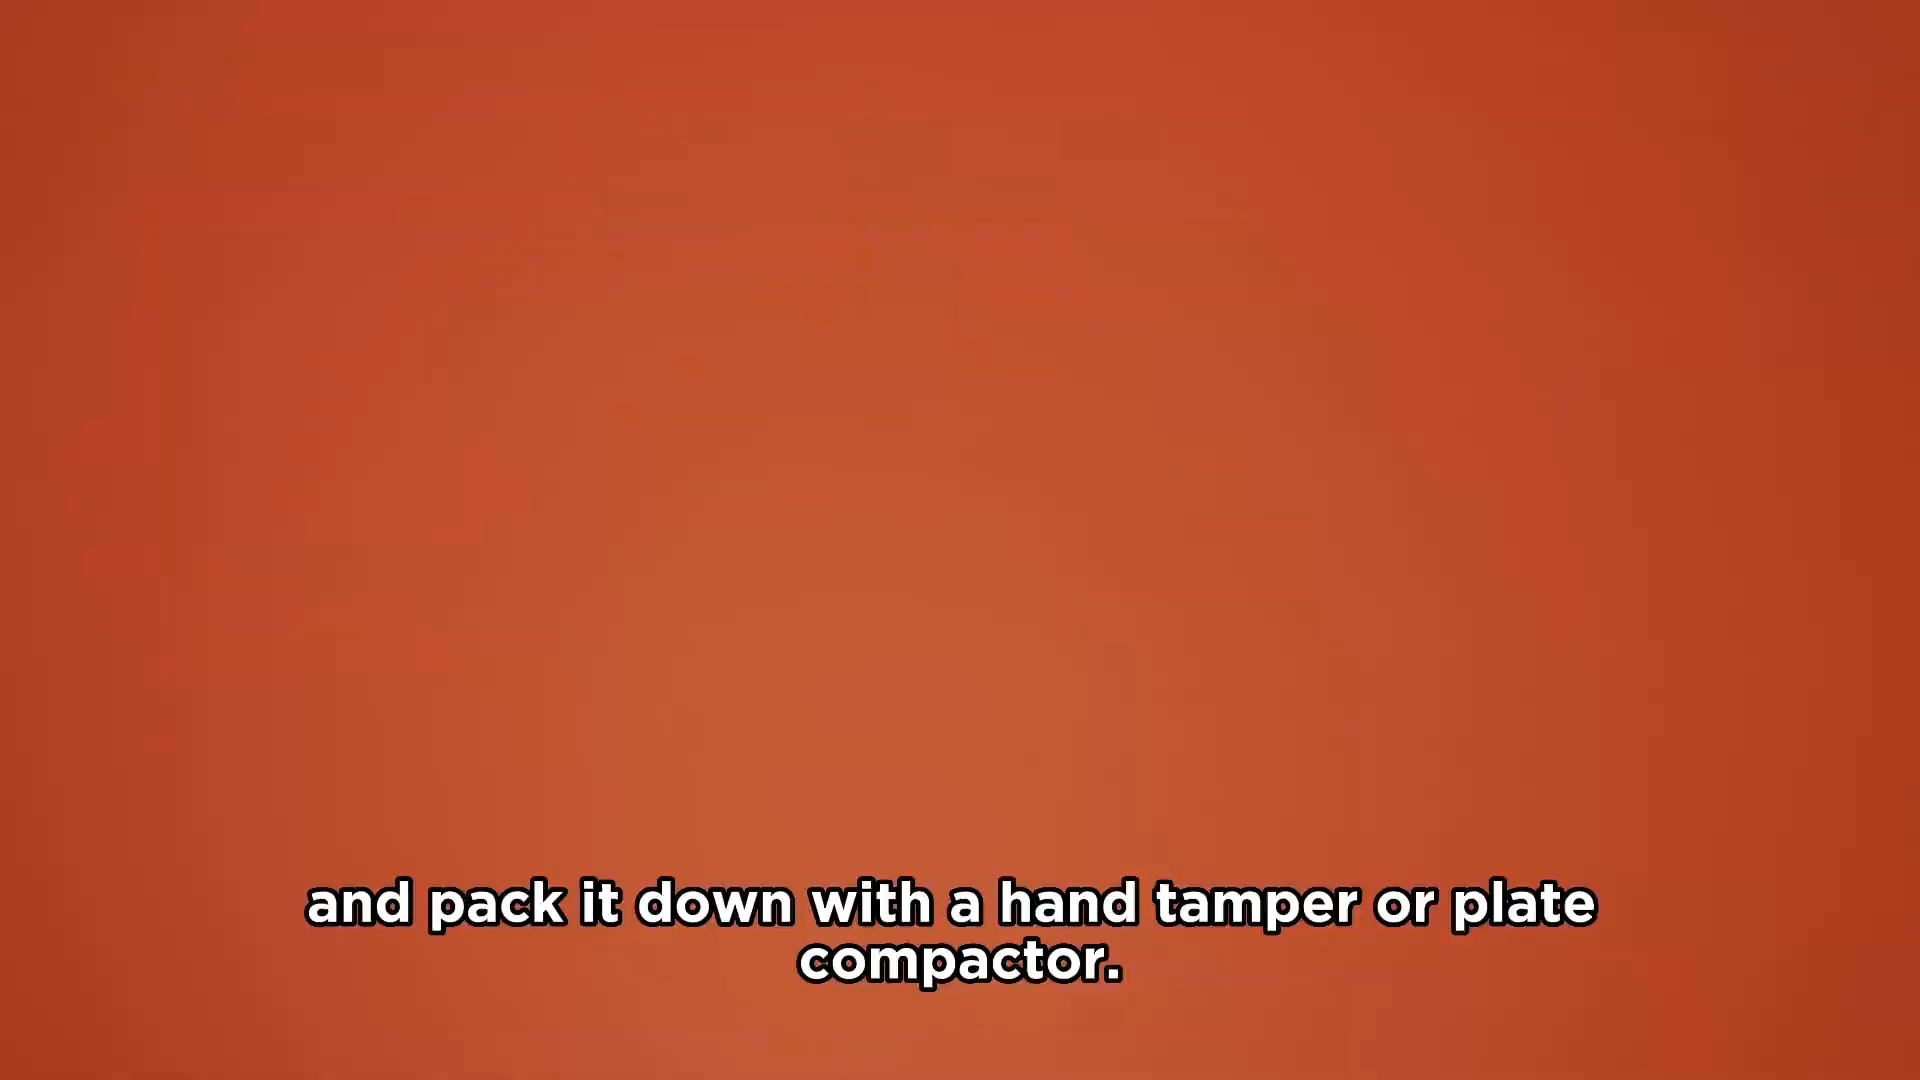 and pack it down with a hand tamper or plate
compactor.